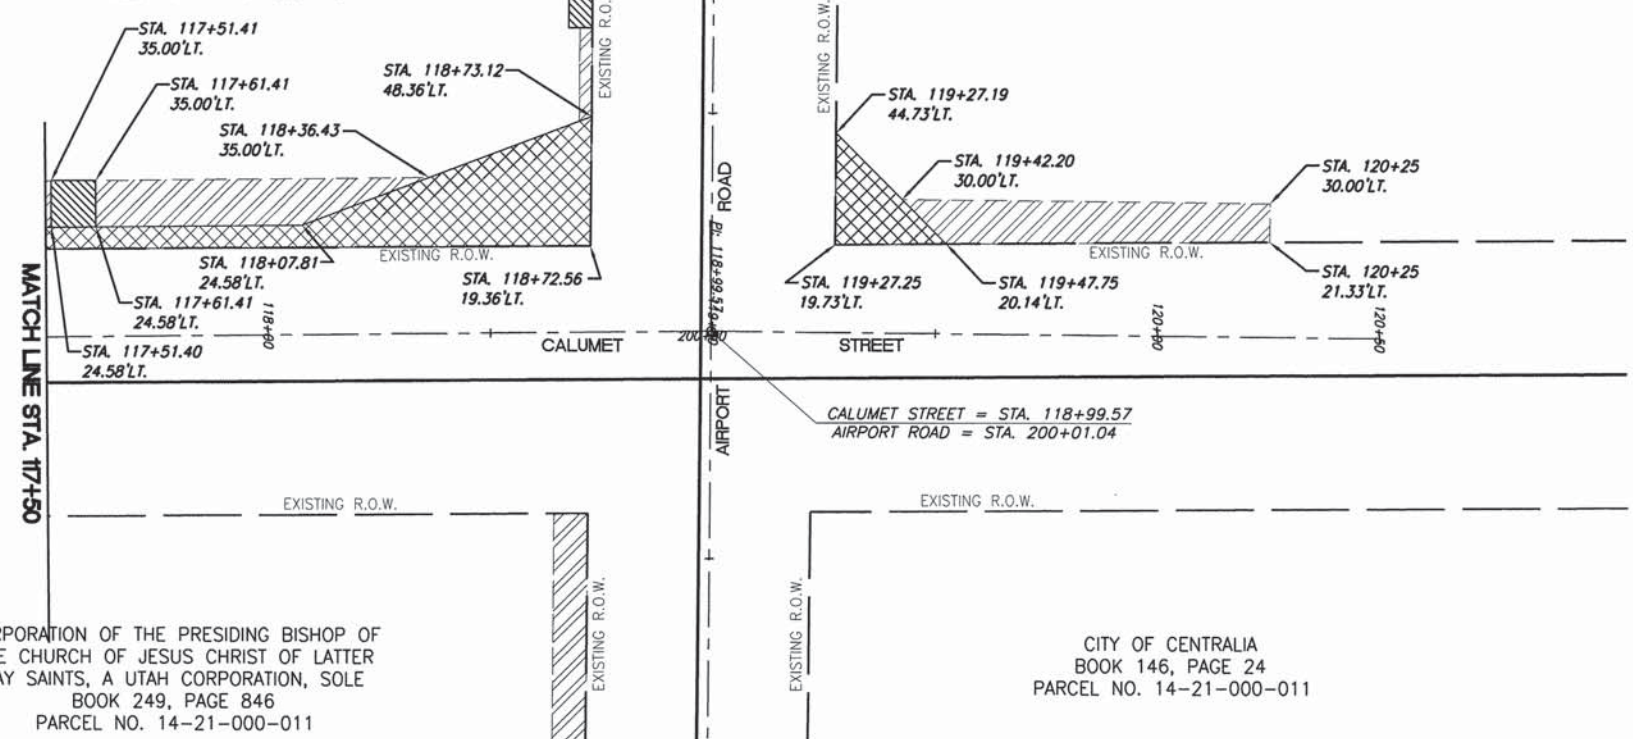 STA. 117+51.41
35.00'LT.
STA. 117+61.41
35.00'LT.
STA. 118+36.43
35.00'LT.
STA. 118+73.12
48.36'LT.
EXISTING R.O.W.
EXISTING R.O.W.
STA. 119+27.19
44.73'LT.
STA. 119+42.20
30.00'LT.
STA. 120+25
30.00'LT.
ROAD
EXISTING R.O.W.
EXISTING R.O.W.
STA. 118+07.81
24.58'LT.
STA. 118+72.56
19.36'LT.
PI: 118+99.57
STA. 119+27.25
19.73'LT.
STA. 119+47.75
20.14'LT.
STA. 120+25
21.33'LT.
STA. 117+61.41
24.58'LT.
118+00
120+00
120+50
STA. 117+51.40
24.58'LT.
CALUMET
STREET
MATCH LINE STA. 117+50
AIRPORT
CALUMET STREET = STA. 118+99.57
AIRPORT ROAD = STA. 200+01.04
EXISTING R.O.W.
EXISTING R.O.W.
EXISTING R.O.W.
EXISTING R.O.W.
RPORATION OF THE PRESIDING BISHOP OF
E CHURCH OF JESUS CHRIST OF LATTER
AY SAINTS, A UTAH CORPORATION, SOLE
BOOK 249, PAGE 846
PARCEL NO. 14-21-000-011
CITY OF CENTRALIA
BOOK 146, PAGE 24
PARCEL NO. 14-21-000-011